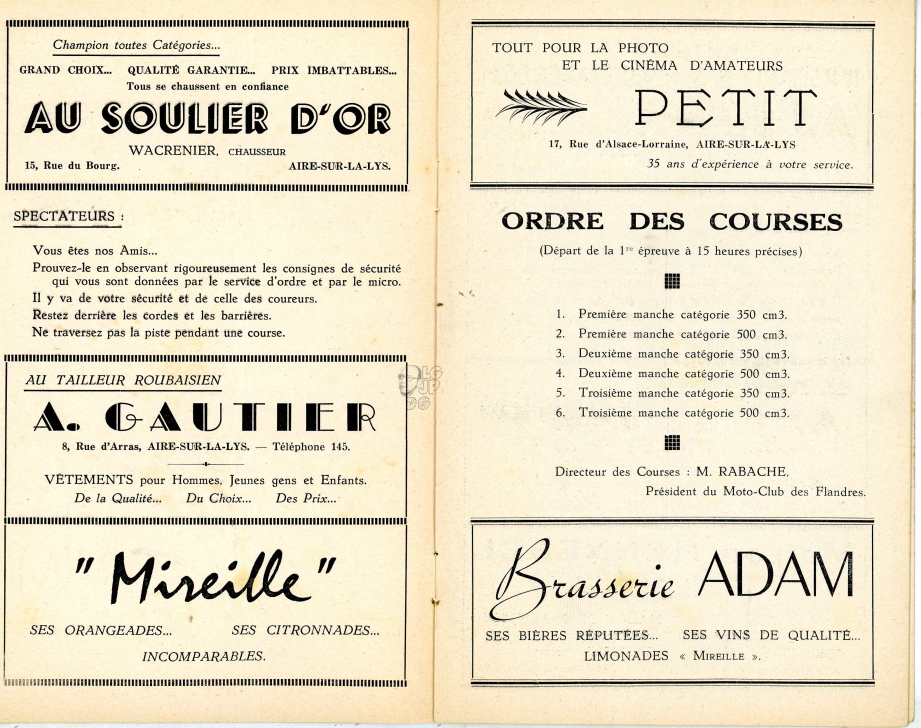 Champion toutes Catégories...
GRAND CHOIX... QUALITÉ GARANTIE... PRIX IMBATTABLES...
Tous se chaussent en confiance
AU SOULIER D'OR
WACRENIER, CHAUSSEUR
15, Rue du Bourg. AIRE-SUR-LA-LYS.
SPECTATEURS :
Vous êtes nos Amis...
Prouvez-le en observant rigoureusement les consignes de sécurité
qui vous sont données par le service d'ordre et par le micro.
Il y va de votre sécurité et de celle des coureurs.
Restez derrière les cordes et les barrières.
Ne traversez pas la piste pendant une course.
AU TAILLEUR ROUBAISIEN
A. GAUTIER
8, Rue d'Arras, AIRE-SUR-LA-LYS. — Téléphone 145.
VÊTEMENTS pour Hommes, Jeunes gens et Enfants.
De la Qualité... Du Choix... Des Prix...
" Mireille "
SES ORANGEADES... SES CITRONNADES...
INCOMPARABLES.
TOUT POUR LA PHOTO
ET LE CINÉMA D'AMATEURS
PETIT
17, Rue d'Alsace-Lorraine, AIRE-SUR-LA-LYS
35 ans d'expérience à votre service.
ORDRE DES COURSES
(Départ de la 1re épreuve à 15 heures précises)
1. Première manche catégorie 350 cm3.
2. Première manche catégorie 500 cm3.
3. Deuxième manche catégorie 350 cm3.
4. Deuxième manche catégorie 500 cm3.
5. Troisième manche catégorie 350 cm3.
6. Troisième manche catégorie 500 cm3.
Directeur des Courses : M. RABACHE,
Président du Moto-Club des Flandres.
Brasserie ADAM
SES BIÈRES RÉPUTÉES... SES VINS DE QUALITÉ...
LIMONADES « MIREILLE ».